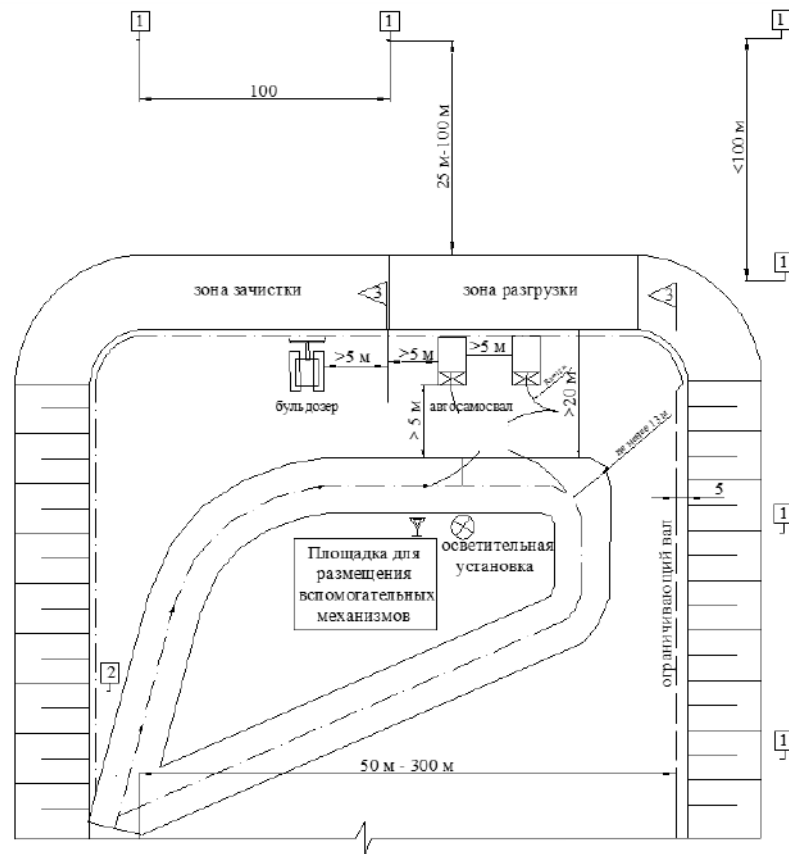 1
1
1
100
25 м-100 м
<100 м
1
зона зачистки
3
зона разгрузки
3
>5 м
>5 м
>5 м
бульдозер
автосамосвал
> 5 м
>20 м
не менее 13 м
5
1
осветительная
установка
Площадка для
размещения
вспомогательных
механизмов
ограничивающий вал
2
1
50 м - 300 м